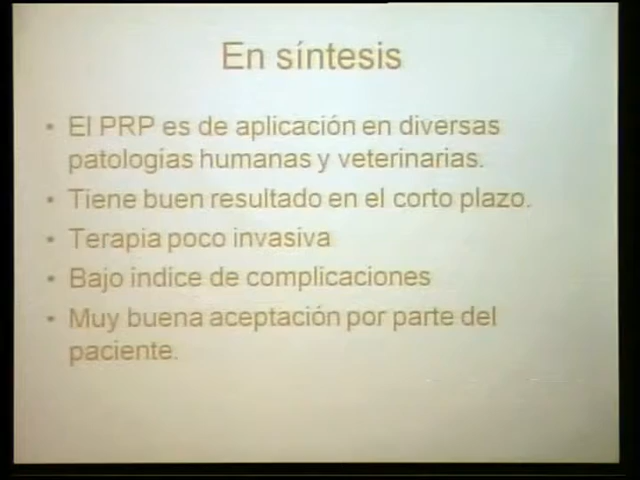 En síntesis
• El PRP es de aplicación en diversas
patologías humanas y veterinarias.
• Tiene buen resultado en el corto plazo.
• Terapia poco invasiva
• Bajo indice de complicaciones
• Muy buena aceptación por parte del
paciente.